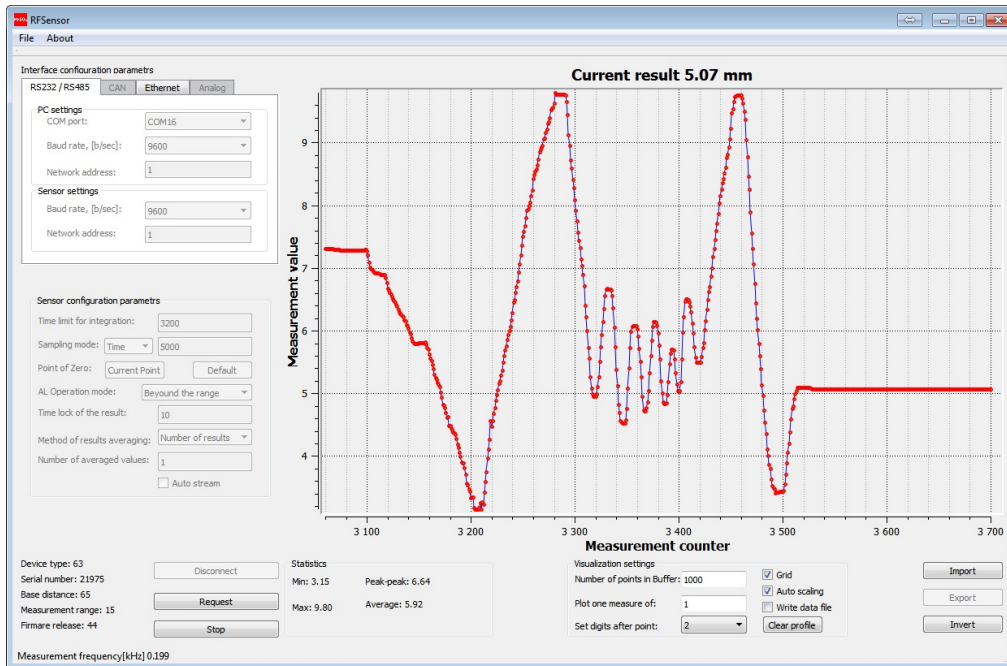 RFSensor
File About
Interface configuration parametrs
RS232 / RS485 CAN Ethernet Analog
PC settings
COM port: COM16
Baud rate, [b/sec]: 9600
Network address: 1
Sensor settings
Baud rate, [b/sec]: 9600
Network address: 1
Sensor configuration parametrs
Time limit for integration: 3200
Sampling mode: Time 5000
Point of Zero: Current Point Default
AL Operation mode: Beyound the range
Time lock of the result: 10
Method of results averaging: Number of results
Number of averaged values: 1
Auto stream
Current result 5.07 mm
Measurement value
9
8
7
6
5
4
3 100 3 200 3 300 3 400 3 500 3 600 3 700
Measurement counter
Device type: 63
Serial number: 21975
Base distance: 65
Measurement range: 15
Firmare release: 44
Disconnect
Request
Stop
Statistics
Min: 3.15 Peak-peak: 6.64
Max: 9.80 Average: 5.92
Visualization settings
Number of points in Buffer: 1000
Plot one measure of: 1
Set digits after point: 2
Grid
Auto scaling
Write data file
Clear profile
Import
Export
Invert
Measurement frequency[kHz] 0.199